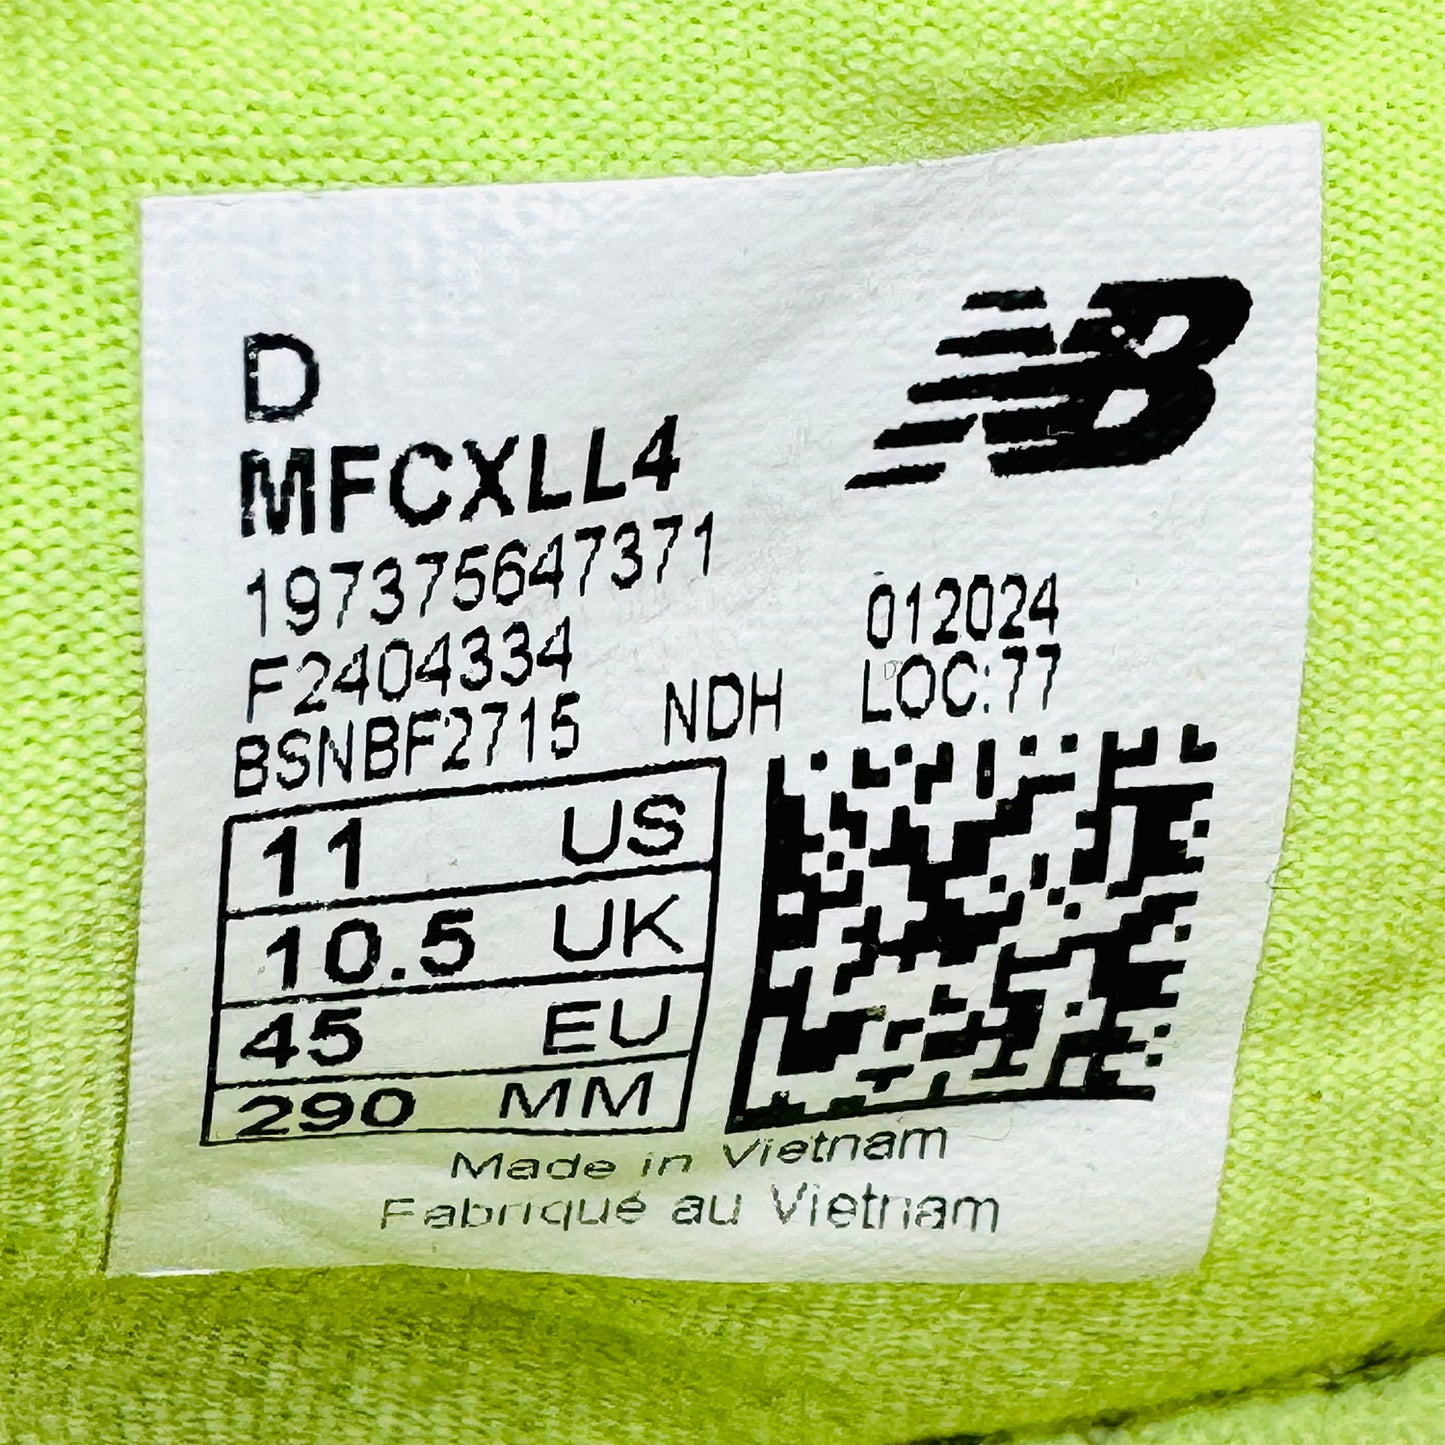 NB
D
MFCXLL4
197375647371
F2404334
012024
BSNBF2715 NDH LOC:77
11 US
10.5 UK
45 EU
290 MM
Made in Vietnam
Fabriqué au Vietnam